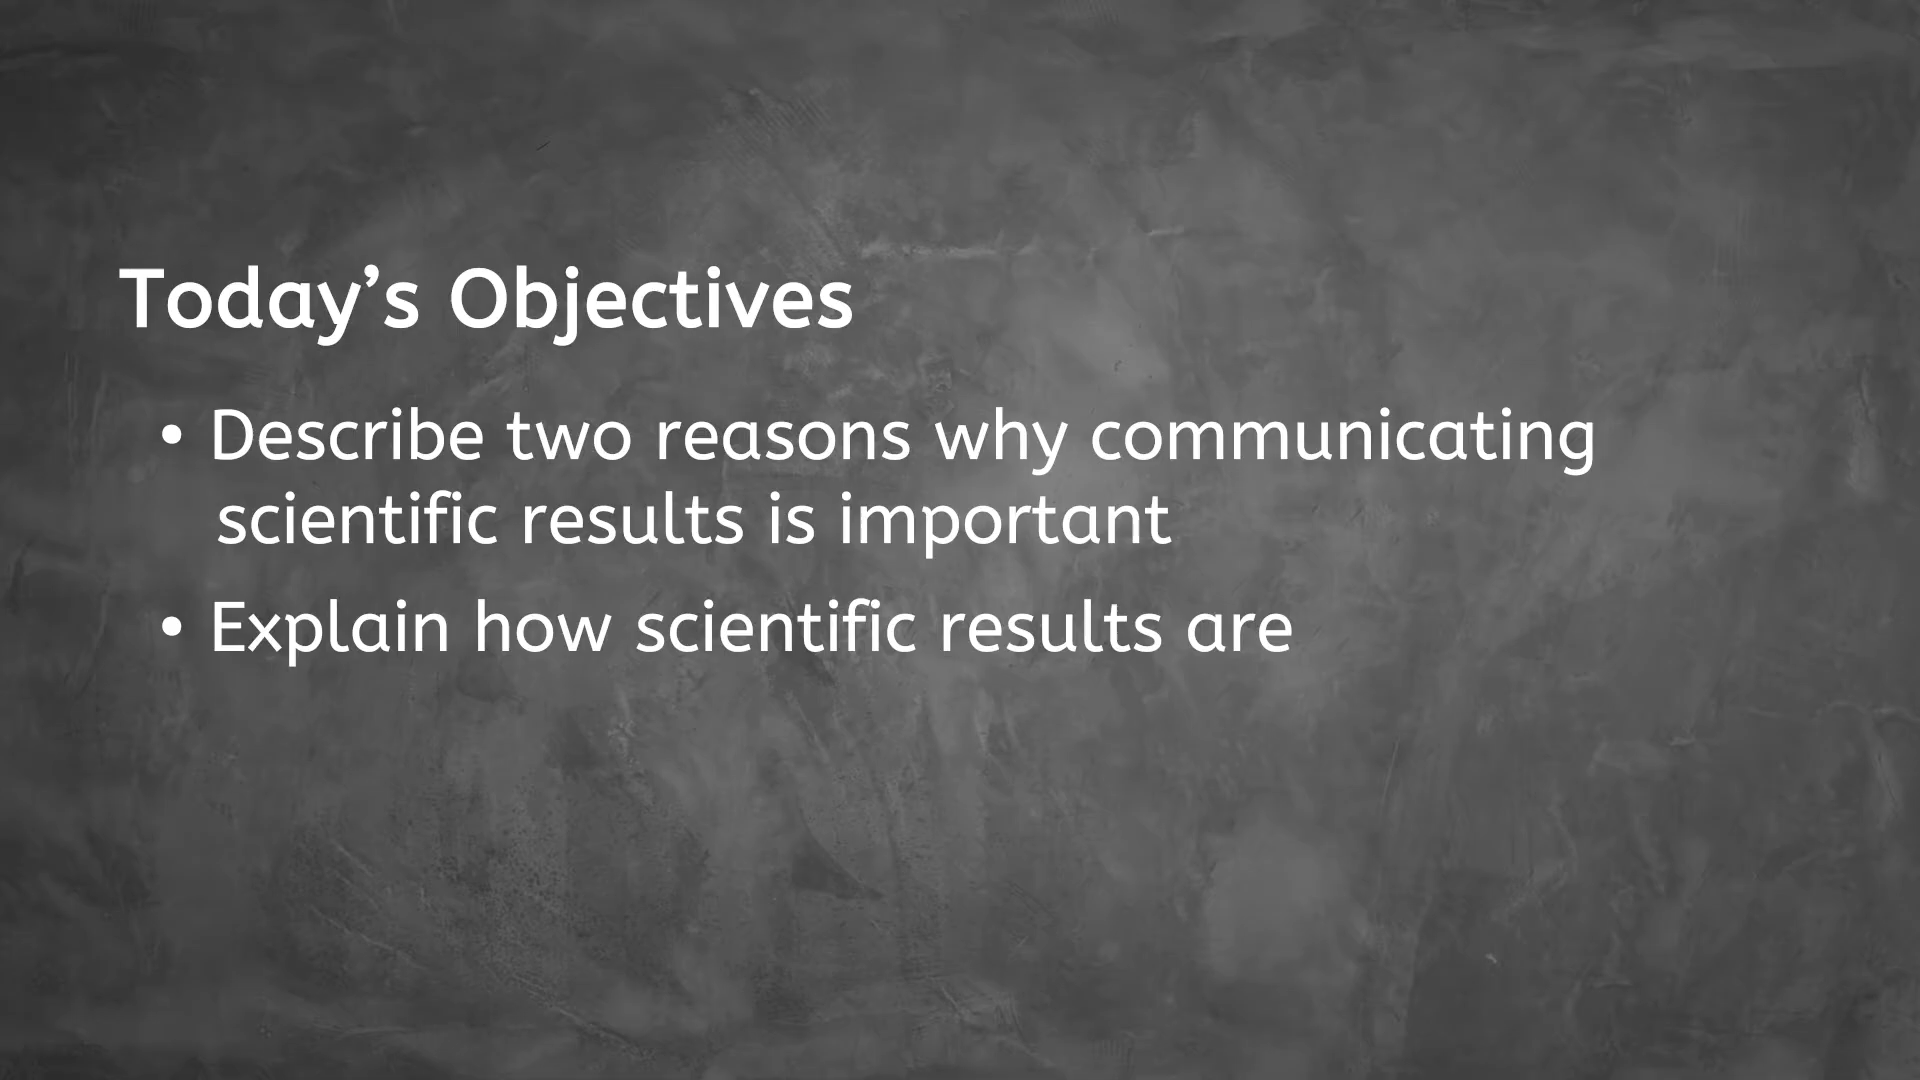 Today’s Objectives
• Describe two reasons why communicating
scientific results is important
• Explain how scientific results are